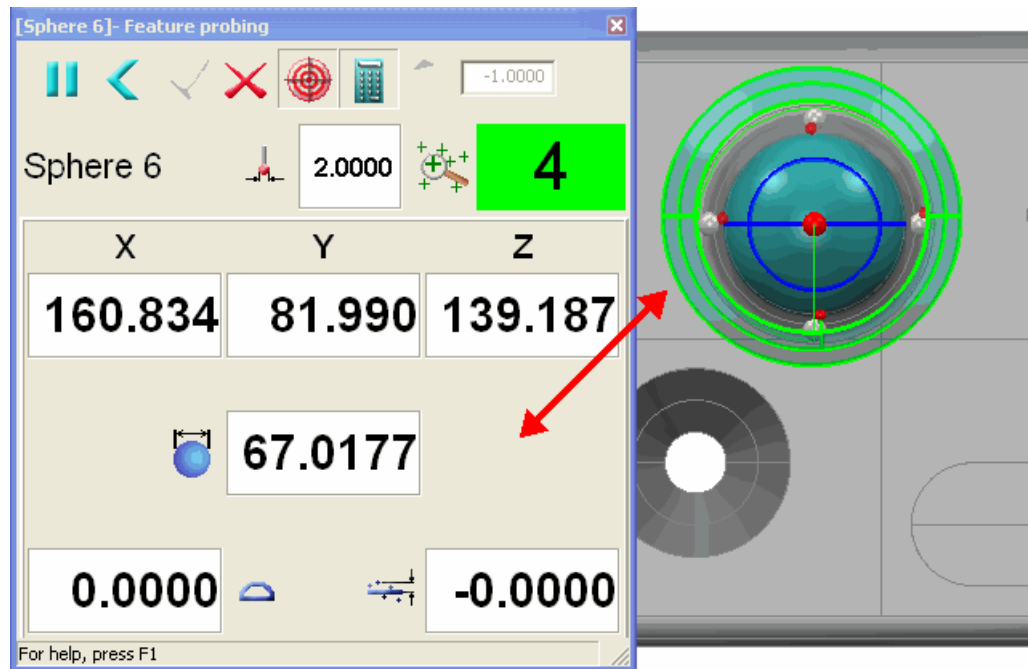 [Sphere 6]- Feature probing
-1.0000
Sphere 6 2.0000 4
X Y Z
160.834 81.990 139.187
67.0177
0.0000 -0.0000
For help, press F1